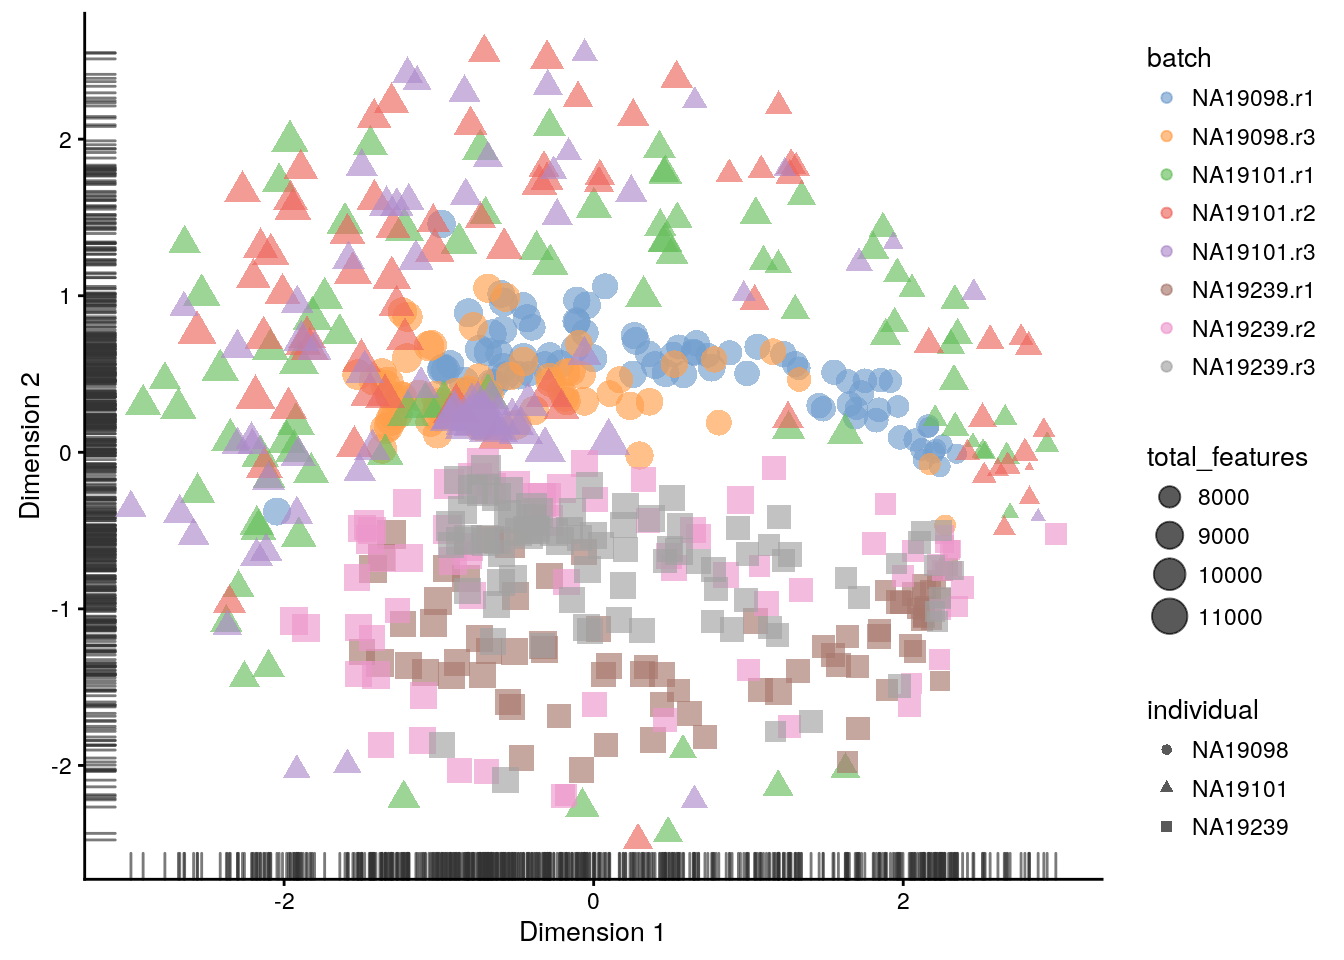 2
1
0
-1
-2
Dimension 2
-2
0
2
Dimension 1
batch
NA19098.r1
NA19098.r3
NA19101.r1
NA19101.r2
NA19101.r3
NA19239.r1
NA19239.r2
NA19239.r3
total_features
8000
9000
10000
11000
individual
NA19098
NA19101
NA19239